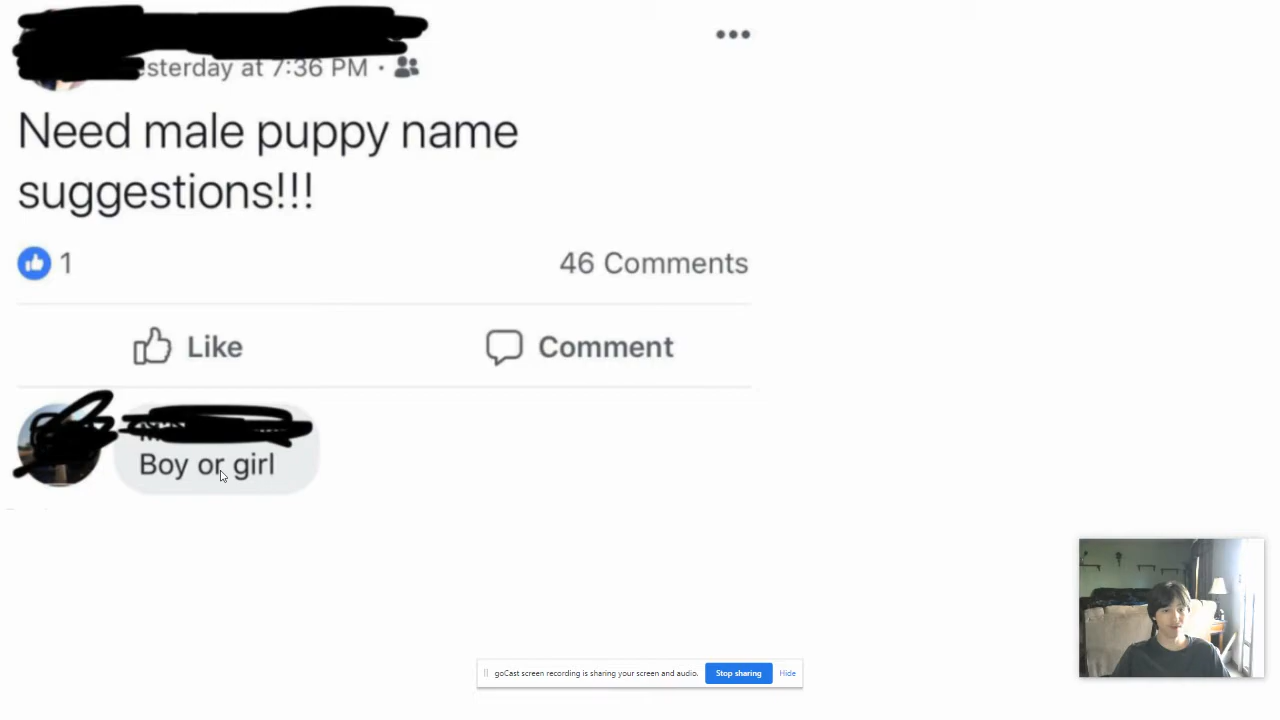 esterday at 7:36 PM ·
Need male puppy name
suggestions!!!
1
46 Comments
Like
Comment
Boy or girl
goCast screen recording is sharing your screen and audio.
Stop sharing
Hide